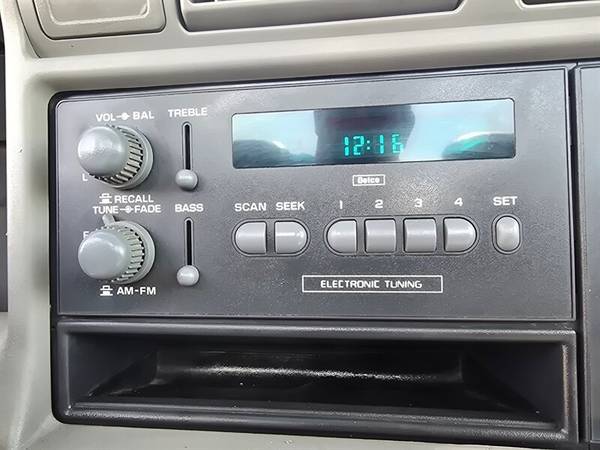 VOL BAL TREBLE
12:16
L
Delco
RECALL
TUNE FADE BASS SCAN SEEK 1 2 3 4 SET
F
AM-FM
ELECTRONIC TUNING